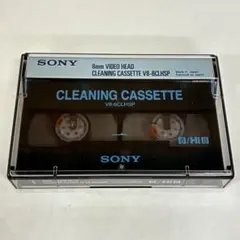 SONY
8mm VIDEO HEAD
CLEANING CASSETTE V8-6CLHSP
CLEANING CASSETTE
V8-6CLHSP
SONY